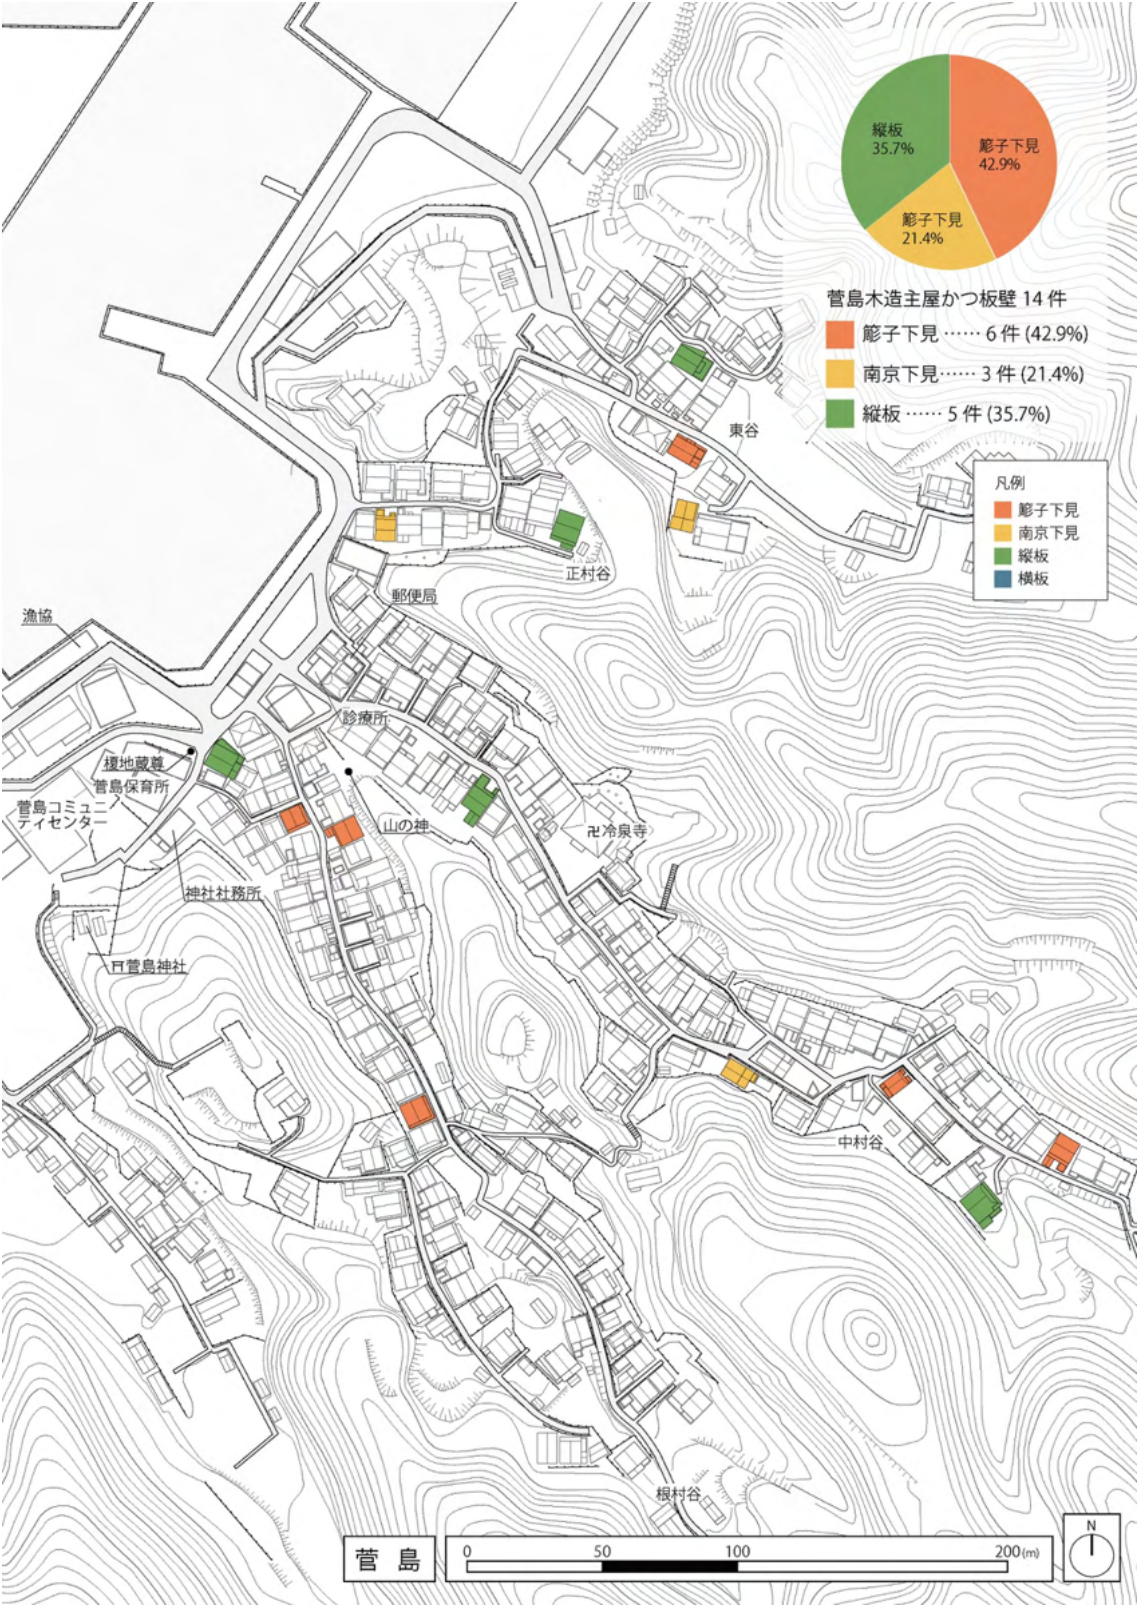 縦板
35.7%
簓子下見
42.9%
簓子下見
21.4%
菅島木造主屋かつ板壁 14 件
簓子下見 …… 6 件 (42.9%)
南京下見…… 3 件 (21.4%)
縦板 …… 5 件 (35.7%)
凡例
簓子下見
南京下見
縦板
横板
東谷
正村谷
郵便局
漁協
診療所
榎地蔵尊
菅島保育所
菅島コミュニ
ティセンター
山の神
卍冷泉寺
神社社務所
菅島神社
中村谷
根村谷
菅 島
0 50 100 200 (m)
N